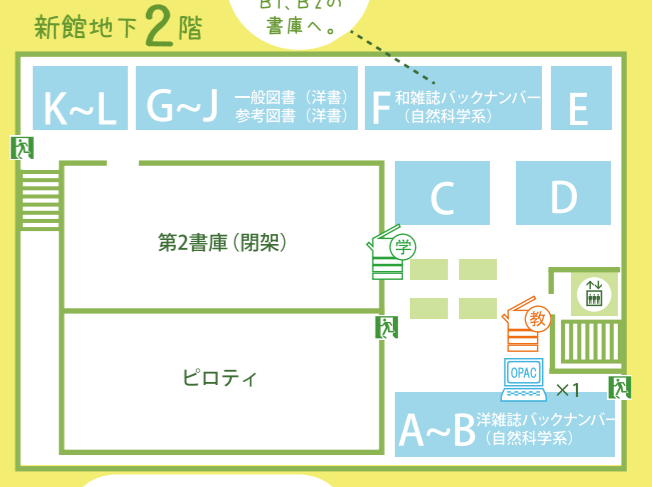 B1、B2の
書庫へ。
新館地下2階
K~L
G~J
一般図書（洋書）
参考図書（洋書）
F
和雑誌バックナンバー
（自然科学系）
E
C
D
第2書庫（閉架）
学
教
ピロティ
OPAC
×1
A~B
洋雑誌バックナンバー
（自然科学系）